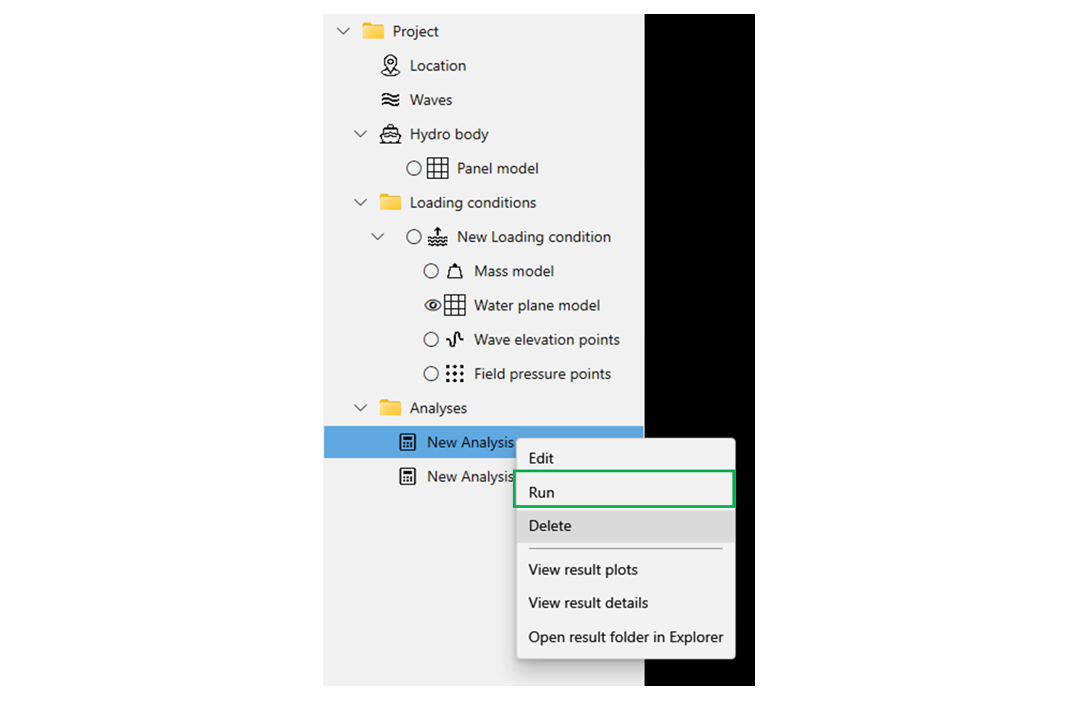 Project
Location
Waves
Hydro body
Panel model
Loading conditions
New Loading condition
Mass model
Water plane model
Wave elevation points
Field pressure points
Analyses
New Analysis
New Analysis
Edit
Run
Delete
View result plots
View result details
Open result folder in Explorer